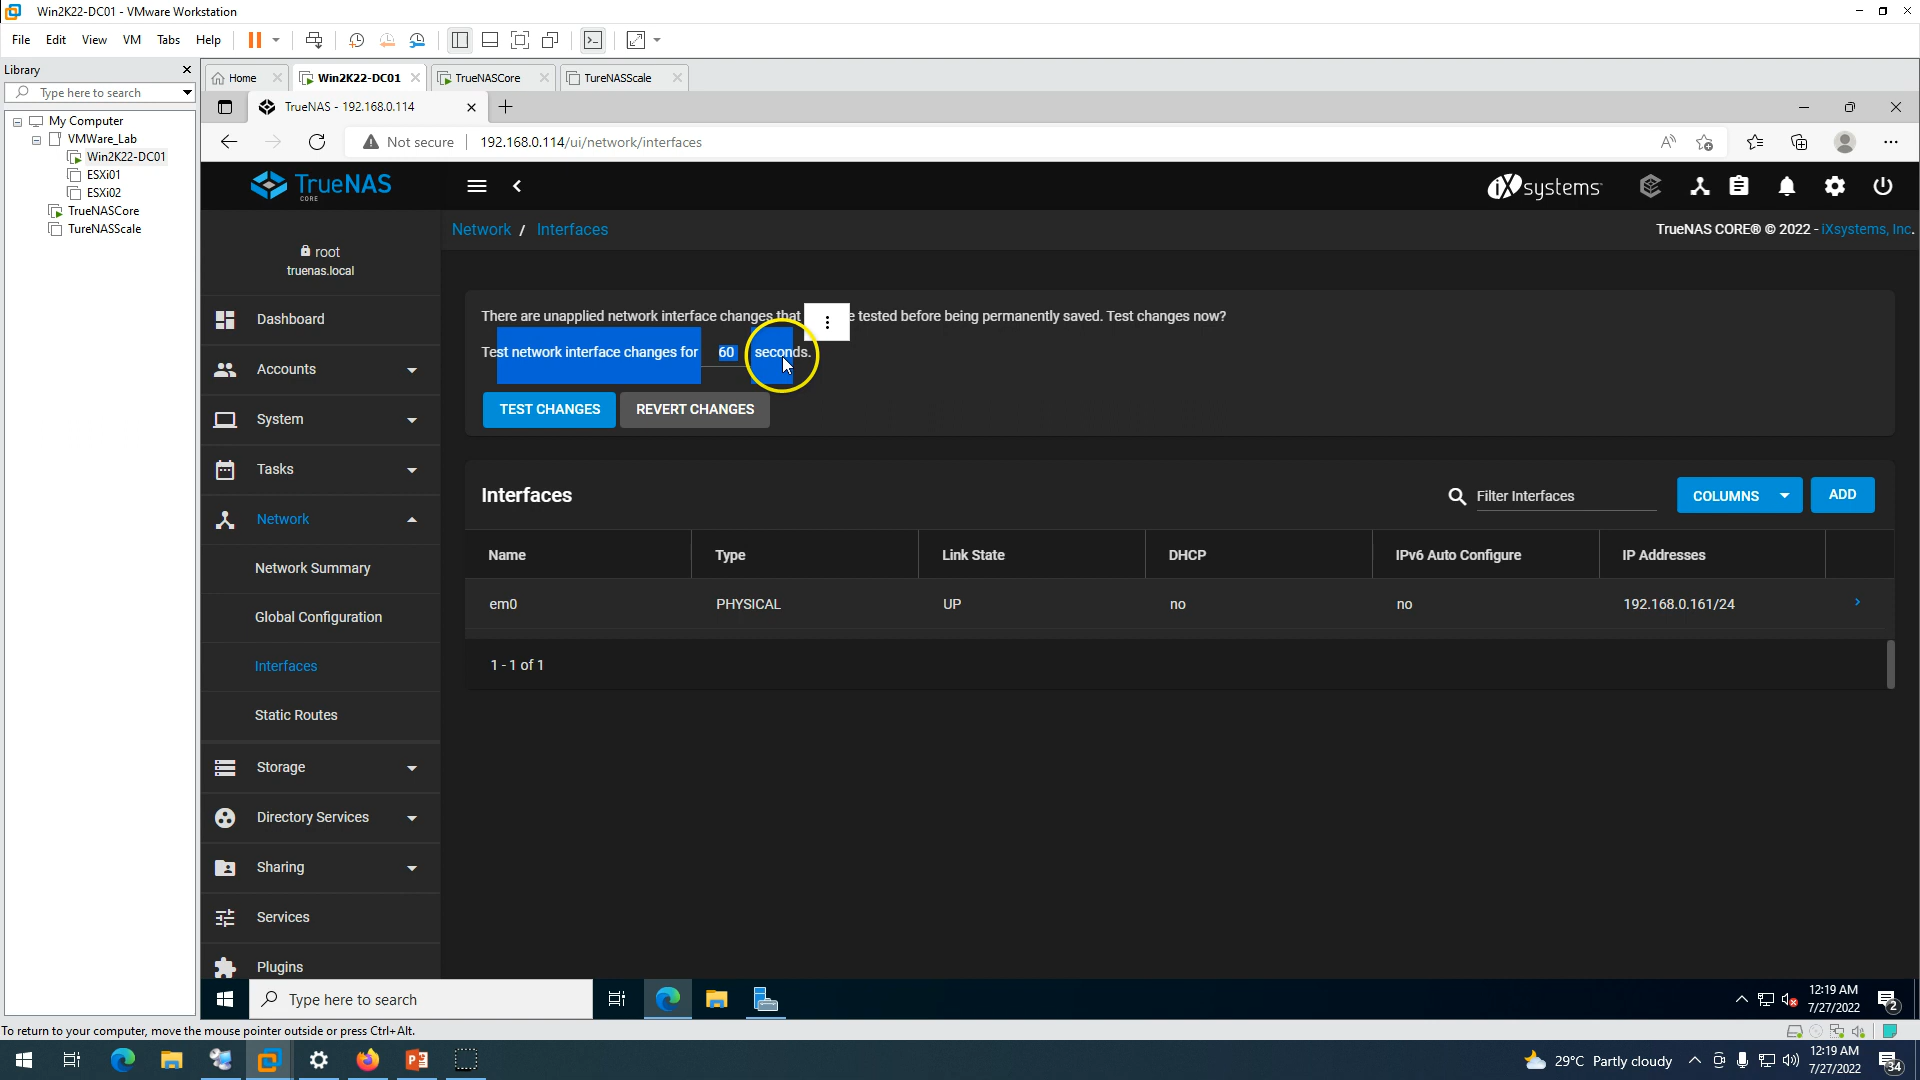 Win2K22-DC01 - VMware Workstation
File Edit View VM Tabs Help
Library
Type here to search
My Computer
VMWare_Lab
Win2K22-DC01
ESXi01
ESXi02
TrueNASCore
TureNASScale
Home Win2K22-DC01 TrueNASCore TureNASScale
TrueNAS - 192.168.0.114
Not secure 192.168.0.114/ui/network/interfaces
TrueNAS
CORE
iXsystems
Network / Interfaces
TrueNAS CORE® © 2022 - iXsystems, Inc.
root
truenas.local
Dashboard
Accounts
System
Tasks
Network
Network Summary
Global Configuration
Interfaces
Static Routes
Storage
Directory Services
Sharing
Services
Plugins
There are unapplied network interface changes that tested before being permanently saved. Test changes now?
Test network interface changes for 60 seconds.
TEST CHANGES REVERT CHANGES
Interfaces
Filter Interfaces COLUMNS ADD
Name Type Link State DHCP IPv6 Auto Configure IP Addresses
em0 PHYSICAL UP no no 192.168.0.161/24
1 - 1 of 1
Type here to search
12:19 AM
7/27/2022
2
To return to your computer, move the mouse pointer outside or press Ctrl+Alt.
29°C Partly cloudy
12:19 AM
7/27/2022
34